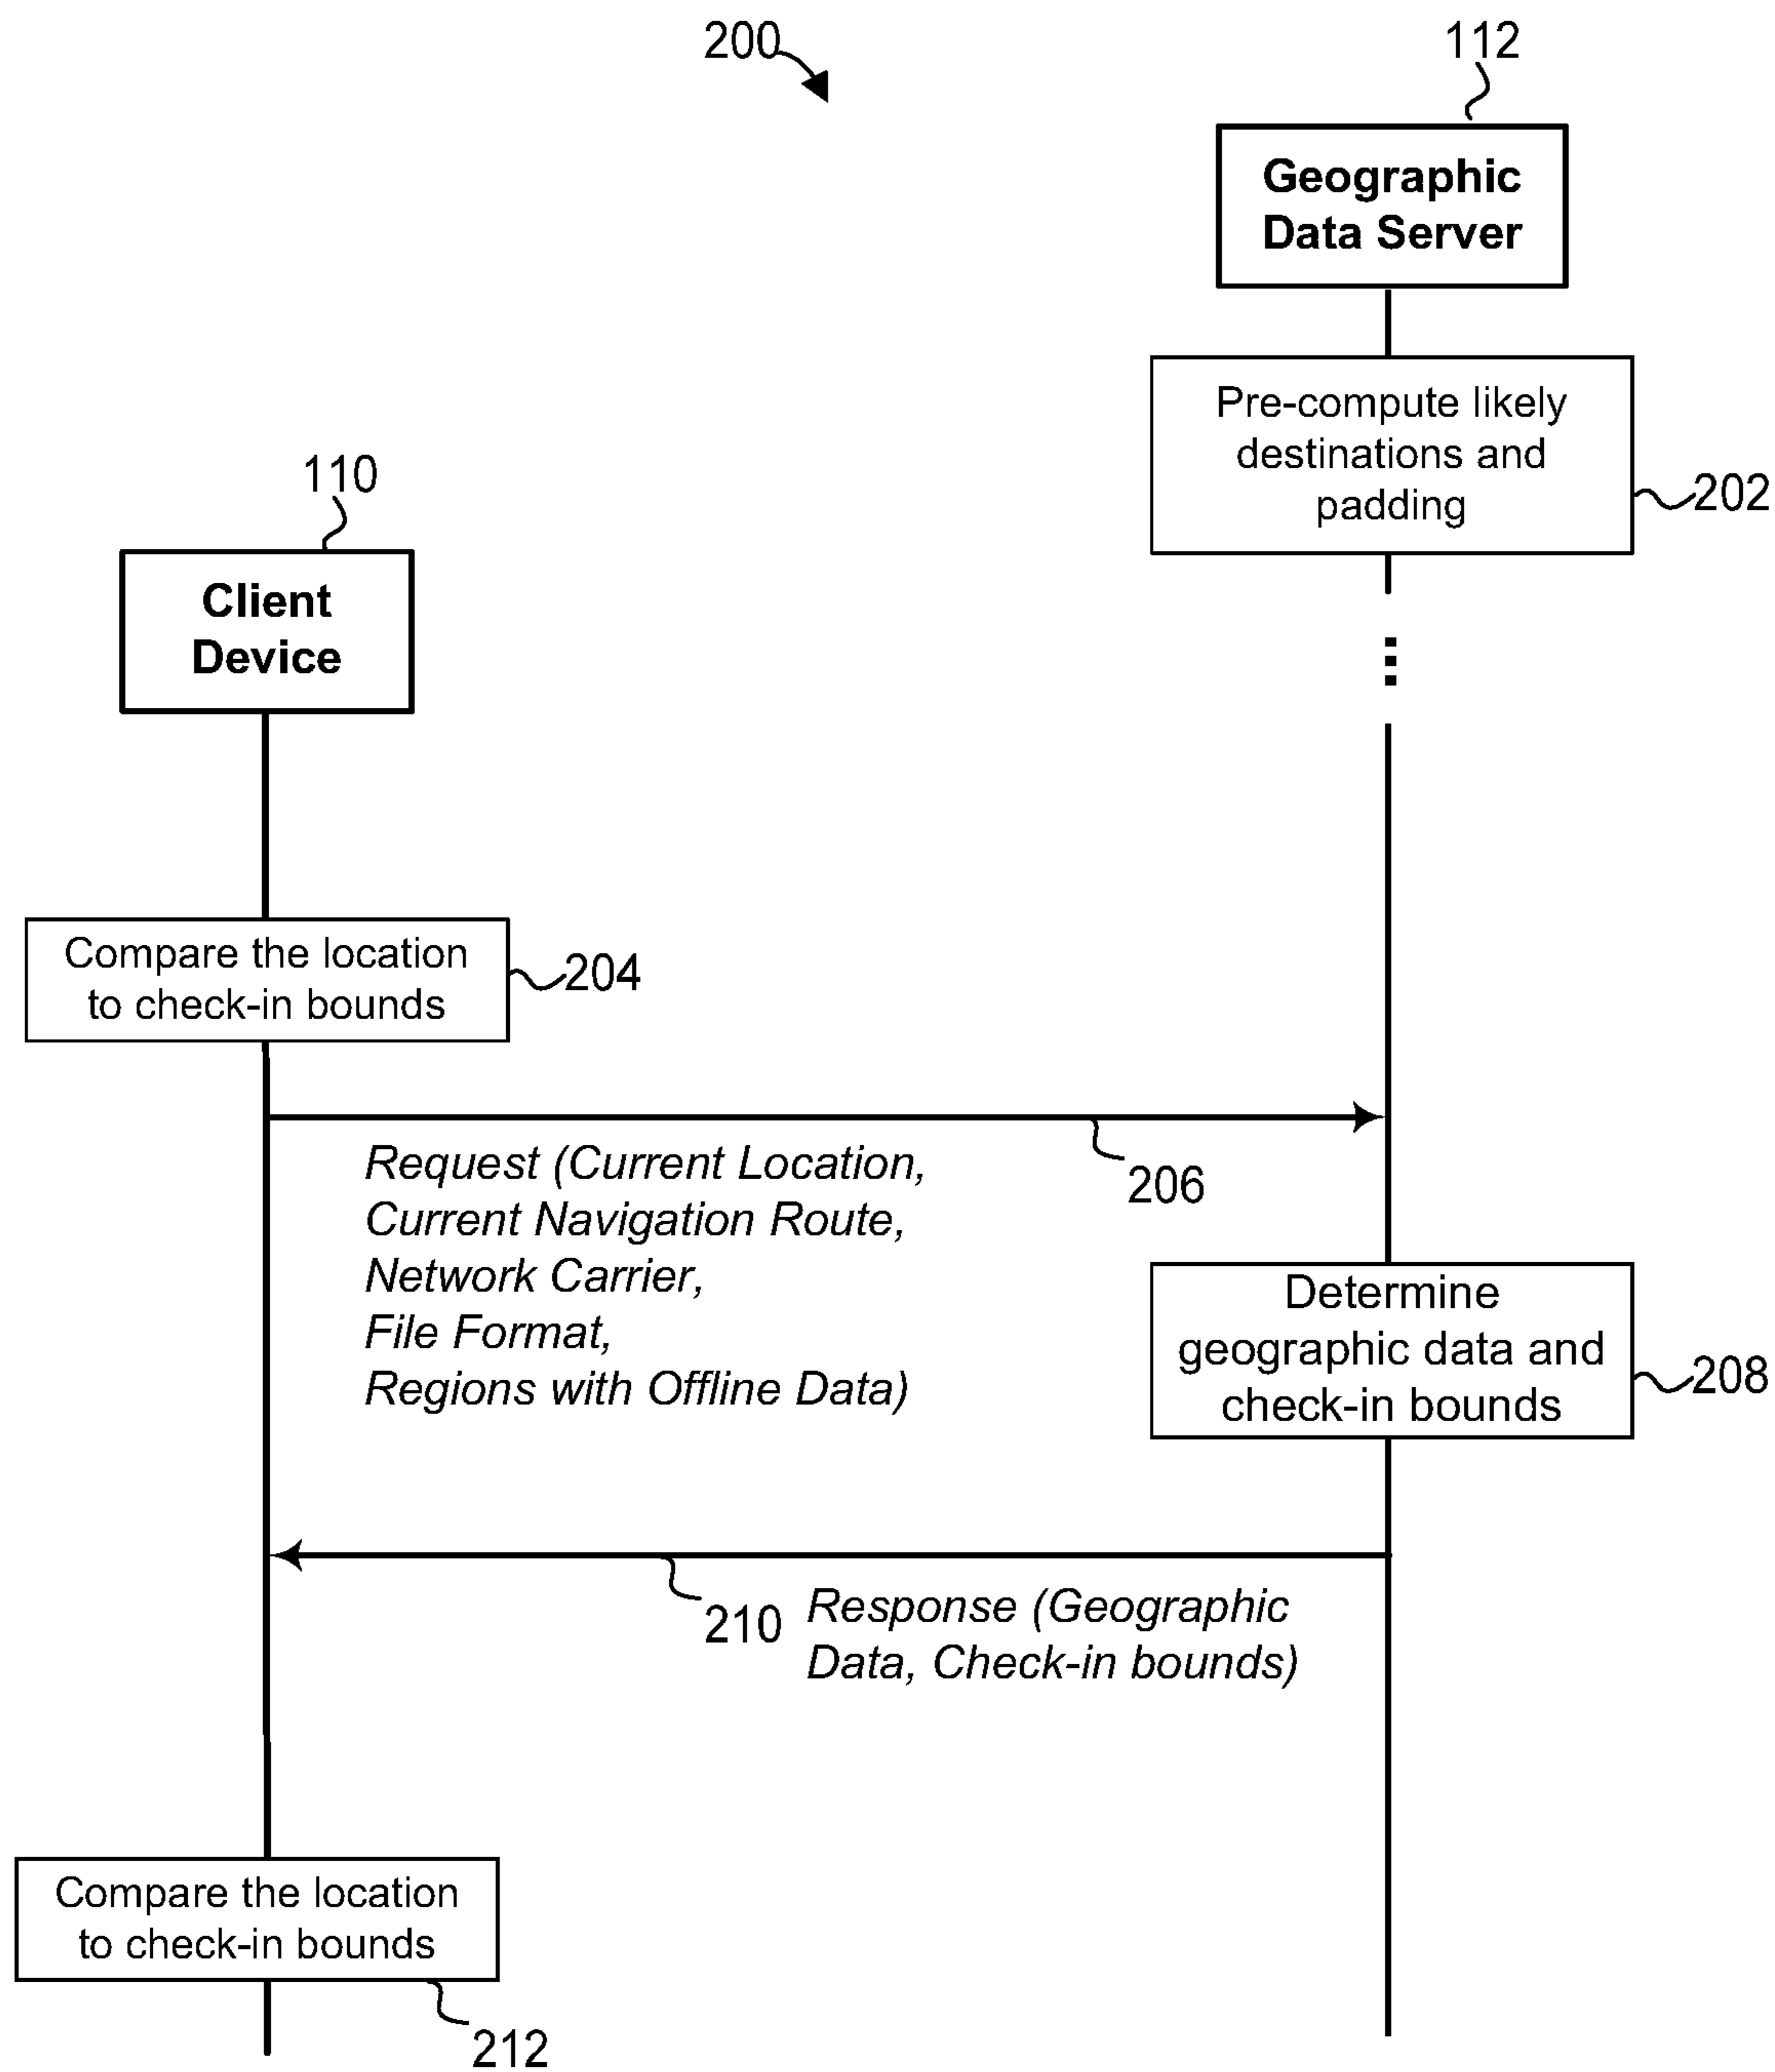 200
112
Geographic
Data Server
Pre-compute likely
destinations and
padding
202
110
Client
Device
Compare the location
to check-in bounds
204
Request (Current Location,
Current Navigation Route,
Network Carrier,
File Format,
Regions with Offline Data)
206
Determine
geographic data and
check-in bounds
208
210
Response (Geographic
Data, Check-in bounds)
Compare the location
to check-in bounds
212